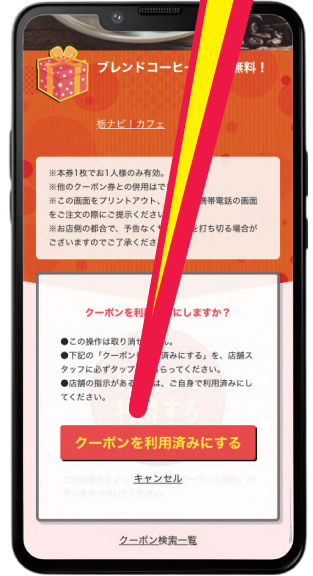 ブレンドコーヒー 無料！
栃ナビ！カフェ
※本券1枚でお1人様のみ有効。
※他のクーポン券との併用はで
※この画面をプリントアウト、 携帯電話の画面
をご注文の際にご提示ください
※お店側の都合で、予告なく を打ち切る場合が
ございますのでご了承くださ
クーポンを利用 にしますか？
●この操作は取り消 ん。
●下記の「クーポン 済みにする」を、店舗ス
タッフに必ずタップ らってください。
●店舗の指示がある は、ご自身で利用済みにし
てください。
クーポンを利用済みにする
キャンセル
クーポン検索一覧